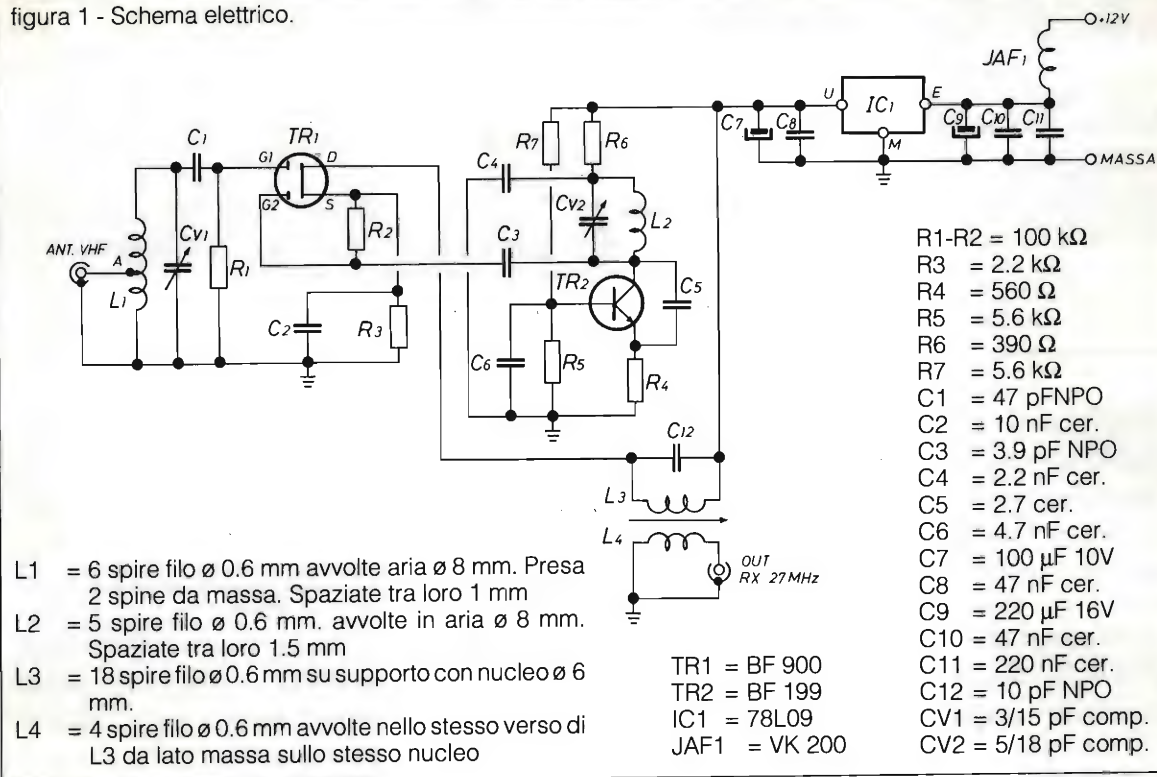 figura 1 - Schema elettrico.
+12V
JAF1
U
IC1
E
M
C7
C8
C9
C10
C11
MASSA
R7
R6
C4
CV2
L2
C3
TR2
C5
C6
R5
R4
C1
TR1
G1
D
G2
S
R2
ANT. VHF
A
L1
CV1
R1
C2
R3
C12
L3
L4
OUT
RX 27MHz
R1-R2 = 100 kΩ
R3 = 2.2 kΩ
R4 = 560 Ω
R5 = 5.6 kΩ
R6 = 390 Ω
R7 = 5.6 kΩ
C1 = 47 pFNPO
C2 = 10 nF cer.
C3 = 3.9 pF NPO
C4 = 2.2 nF cer.
C5 = 2.7 cer.
C6 = 4.7 nF cer.
C7 = 100 µF 10V
C8 = 47 nF cer.
C9 = 220 µF 16V
C10 = 47 nF cer.
C11 = 220 nF cer.
C12 = 10 pF NPO
CV1 = 3/15 pF comp.
CV2 = 5/18 pF comp.
L1 = 6 spire filo ø 0.6 mm avvolte aria ø 8 mm. Presa
2 spine da massa. Spaziate tra loro 1 mm
L2 = 5 spire filo ø 0.6 mm. avvolte in aria ø 8 mm.
Spaziate tra loro 1.5 mm
L3 = 18 spire filo ø 0.6 mm su supporto con nucleo ø 6
mm.
L4 = 4 spire filo ø 0.6 mm avvolte nello stesso verso di
L3 da lato massa sullo stesso nucleo
TR1 = BF 900
TR2 = BF 199
IC1 = 78L09
JAF1 = VK 200